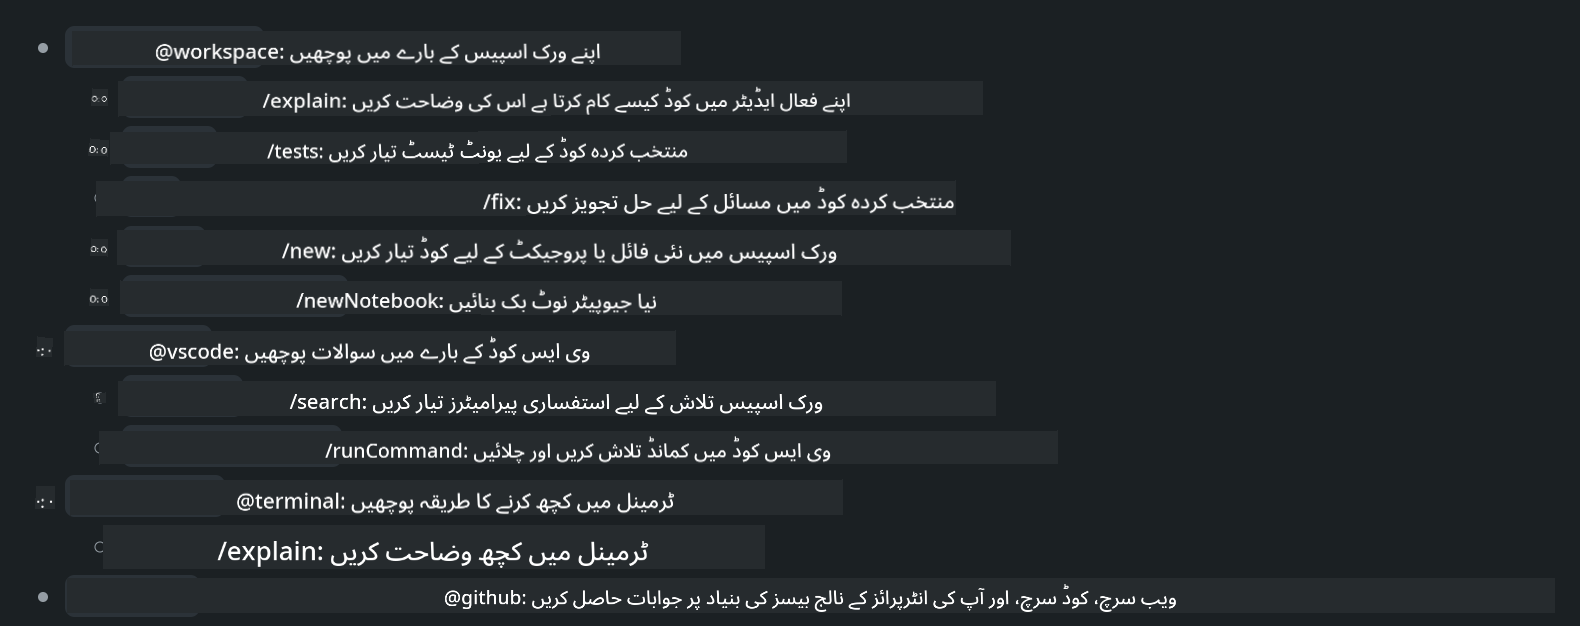 @workspace: اپنے ورک اسپیس کے بارے میں پوچھیں
/explain: اپنے فعال ایڈیٹر میں کوڈ کیسے کام کرتا ہے اس کی وضاحت کریں
/tests: منتخب کردہ کوڈ کے لیے یونٹ ٹیسٹ تیار کریں
/fix: منتخب کردہ کوڈ میں مسائل کے لیے حل تجویز کریں
/new: ورک اسپیس میں نئی فائل یا پروجیکٹ کے لیے کوڈ تیار کریں
/newNotebook: نیا جیوپیٹر نوٹ بک بنائیں
@vscode: وی ایس کوڈ کے بارے میں سوالات پوچھیں
/search: ورک اسپیس تلاش کے لیے استفساری پیرامیٹرز تیار کریں
/runCommand: وی ایس کوڈ میں کمانڈ تلاش کریں اور چلائیں
@terminal: ٹرمینل میں کچھ کرنے کا طریقہ پوچھیں
/explain: ٹرمینل میں کچھ وضاحت کریں
@github: ویب سرچ، کوڈ سرچ، اور آپ کی انٹرپرائز کے نالج بیسز کی بنیاد پر جوابات حاصل کریں